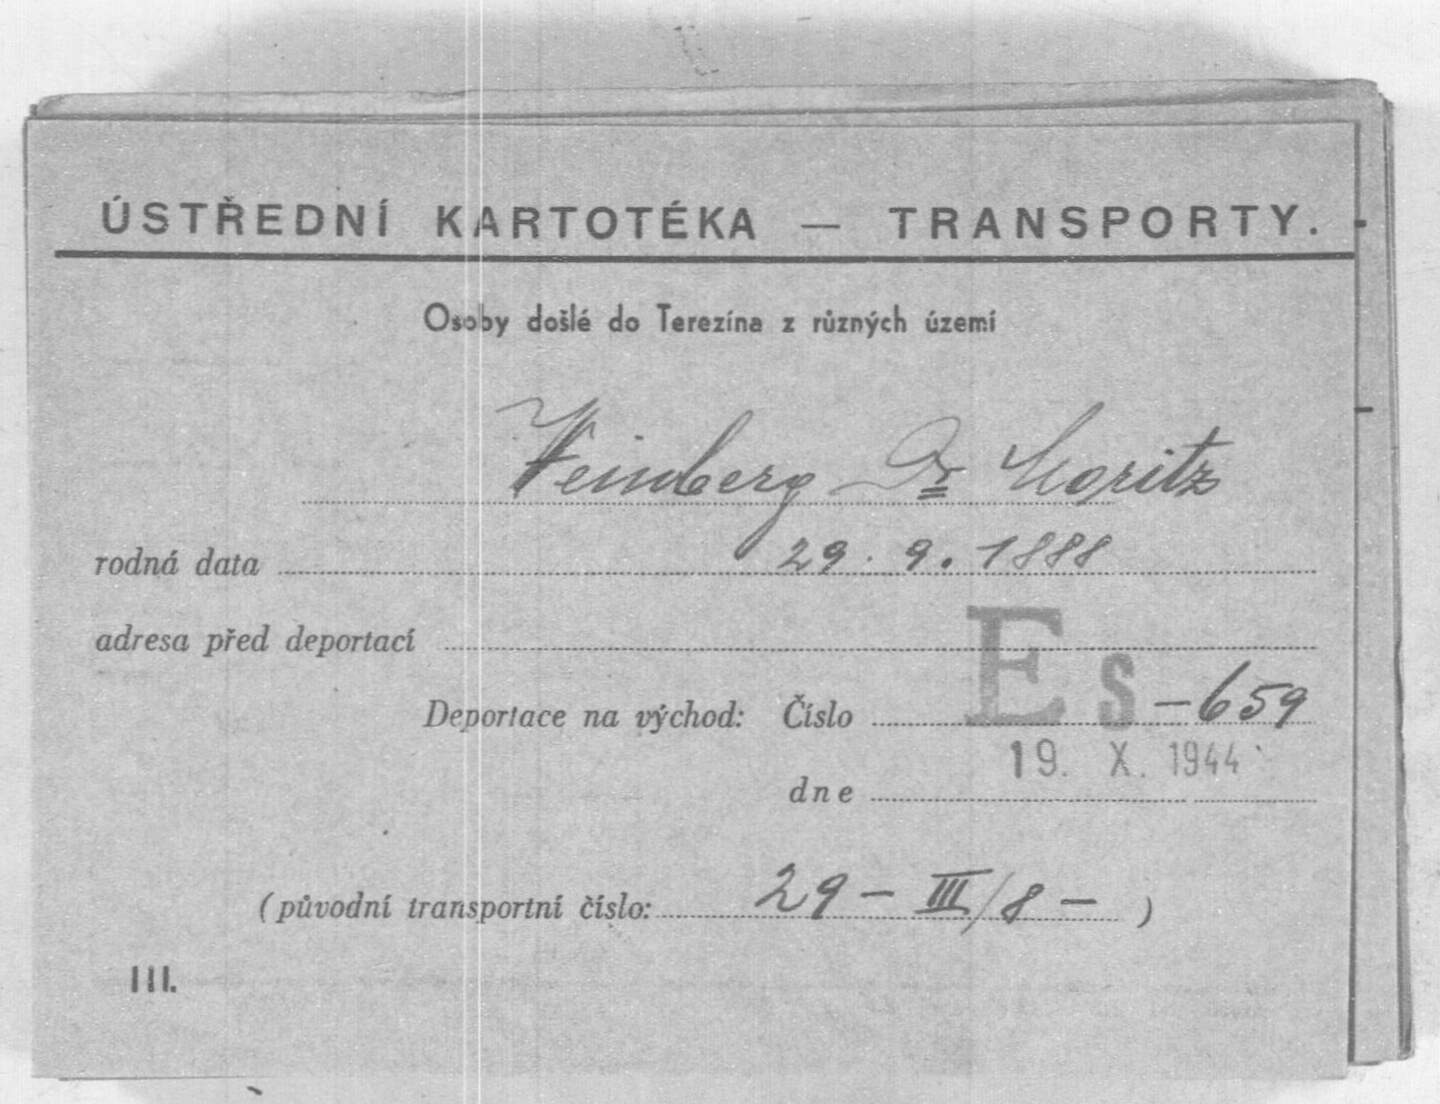 ÚSTŘEDNÍ KARTOTÉKA — TRANSPORTY.
Osoby došlé do Terezína z různých území
Weinberg Dr Moritz
rodná data 29. 9. 1888
adresa před deportací
Deportace na východ: Číslo Es - 659
dne 19. X. 1944
(původní transportní číslo: 29 - III/8 - )
III.